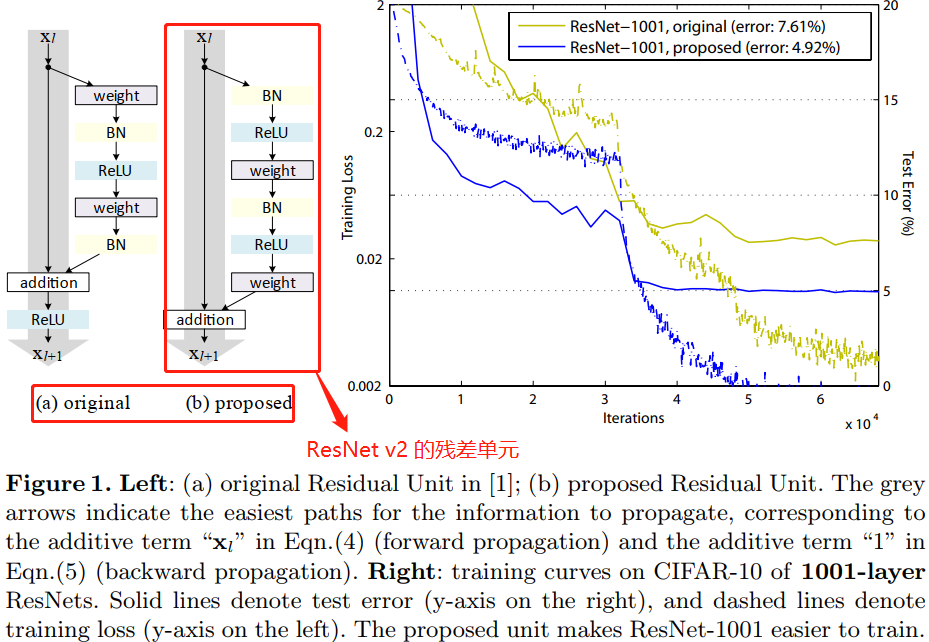 x_l
weight
BN
ReLU
weight
BN
addition
ReLU
x_{l+1}
(a) original
x_l
BN
ReLU
weight
BN
ReLU
weight
addition
x_{l+1}
(b) proposed
ResNet v2 的残差单元
2
0.2
0.02
0.002
Training Loss
20
15
10
5
0
Test Error (%)
0 1 2 3 4 5 6
x 10^4
Iterations
ResNet−1001, original (error: 7.61%)
ResNet−1001, proposed (error: 4.92%)
Figure 1. Left: (a) original Residual Unit in [1]; (b) proposed Residual Unit. The grey
arrows indicate the easiest paths for the information to propagate, corresponding to
the additive term “x_l” in Eqn.(4) (forward propagation) and the additive term “1” in
Eqn.(5) (backward propagation). Right: training curves on CIFAR-10 of 1001-layer
ResNets. Solid lines denote test error (y-axis on the right), and dashed lines denote
training loss (y-axis on the left). The proposed unit makes ResNet-1001 easier to train.